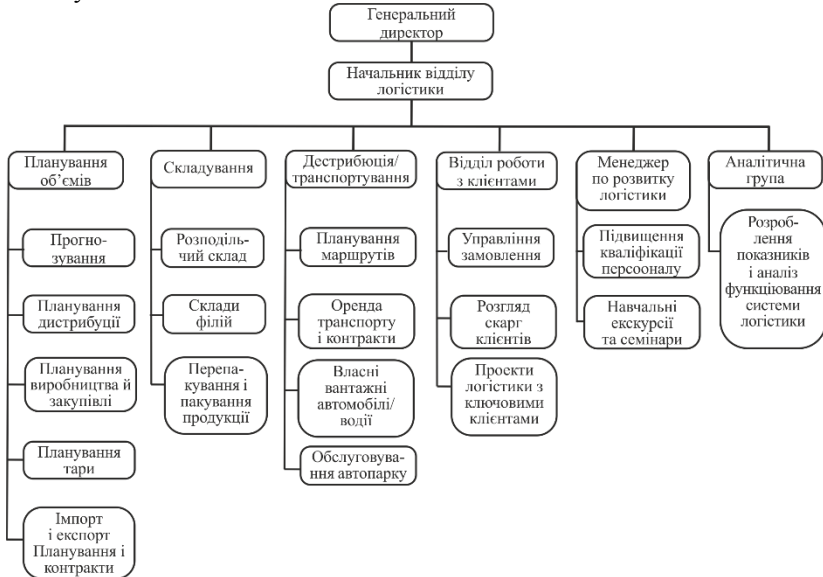 Генеральний
директор
Начальник відділу
логістики
Планування
об’ємів
Складування
Дестрибюція/
транспортування
Відділ роботи
з клієнтами
Менеджер
по розвитку
логістики
Аналітична
група
Прогно-
зування
Планування
дистрибуції
Планування
виробництва й
закупівлі
Планування
тари
Імпорт
і експорт
Планування і
контракти
Розподіль-
чий склад
Склади
філій
Перепа-
кування і
пакування
продукції
Планування
маршрутів
Оренда
транспорту
і контракти
Власні
вантажні
автомобілі/
водії
Обслуговува-
ння автопарку
Управління
замовлення
Розгляд
скарг
клієнтів
Проекти
логістики з
ключовими
клієнтами
Підвищення
кваліфікації
персооналу
Навчальні
екскурсії
та семінари
Розроб-
лення
показників
і аналіз
функціювання
системи
логістики